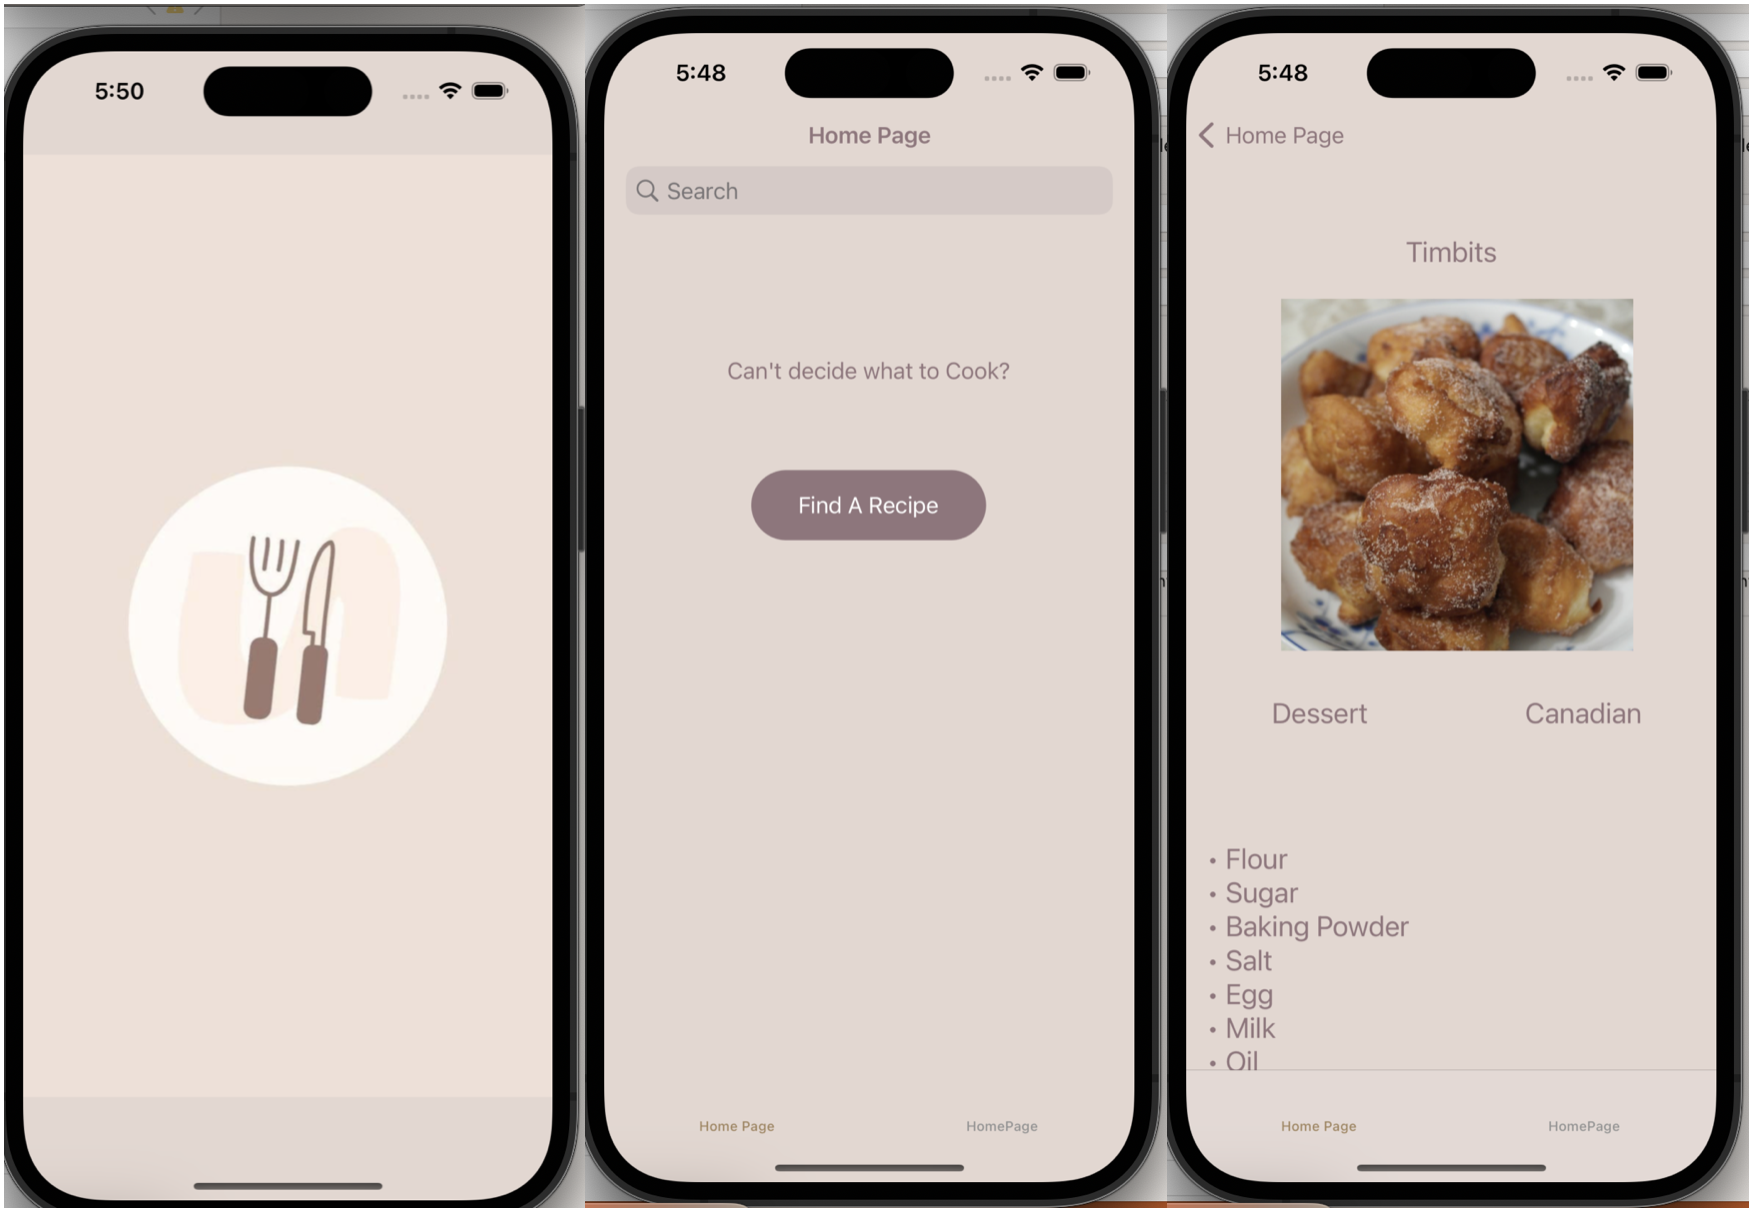 5:50
5:48
Home Page
Search
Can't decide what to Cook?
Find A Recipe
Home Page
HomePage
5:48
Home Page
Timbits
Dessert
Canadian
• Flour
• Sugar
• Baking Powder
• Salt
• Egg
• Milk
• Oil
Home Page
HomePage